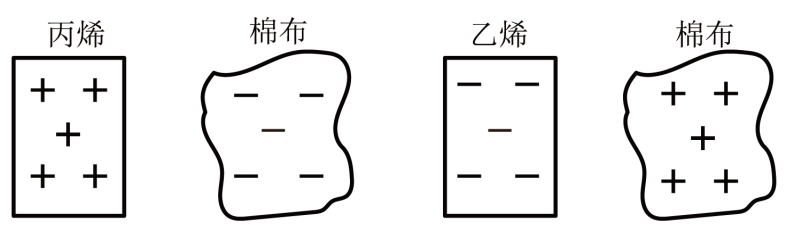 丙烯 棉布 乙烯 棉布
+ + − − − − + +
+ − − +
+ + − − − − + +